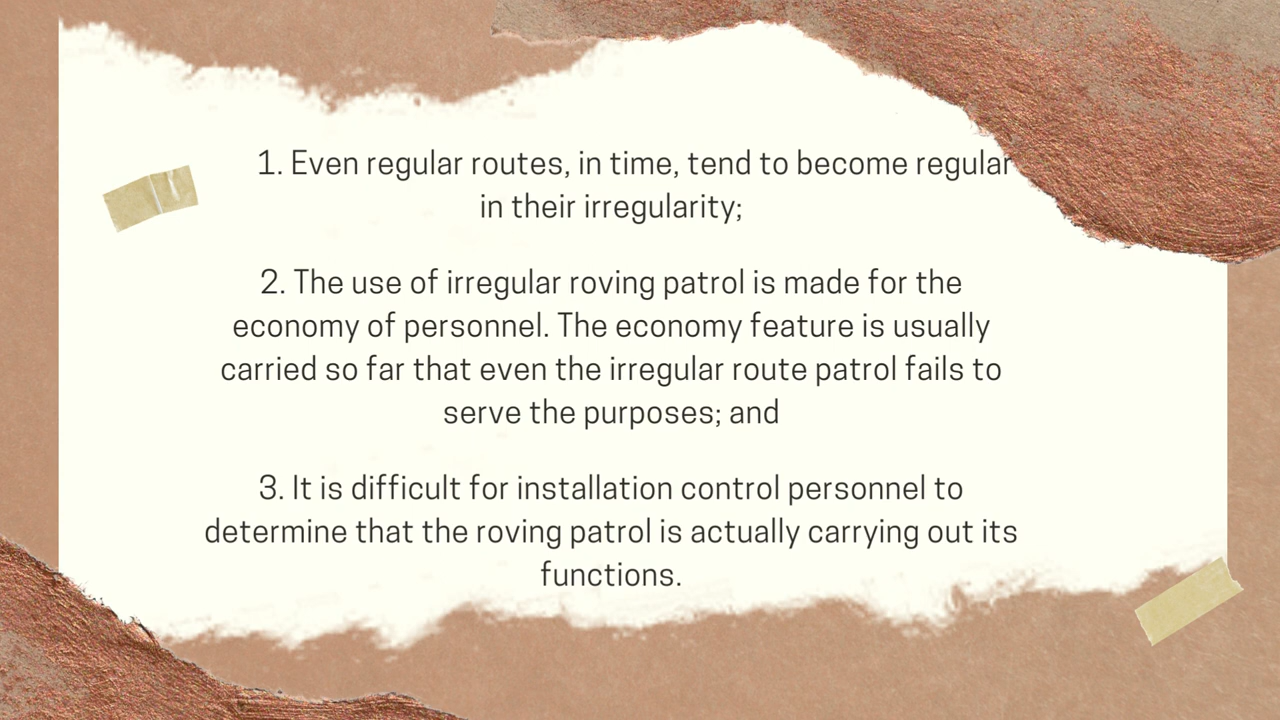 1. Even regular routes, in time, tend to become regular
in their irregularity;
2. The use of irregular roving patrol is made for the
economy of personnel. The economy feature is usually
carried so far that even the irregular route patrol fails to
serve the purposes; and
3. It is difficult for installation control personnel to
determine that the roving patrol is actually carrying out its
functions.